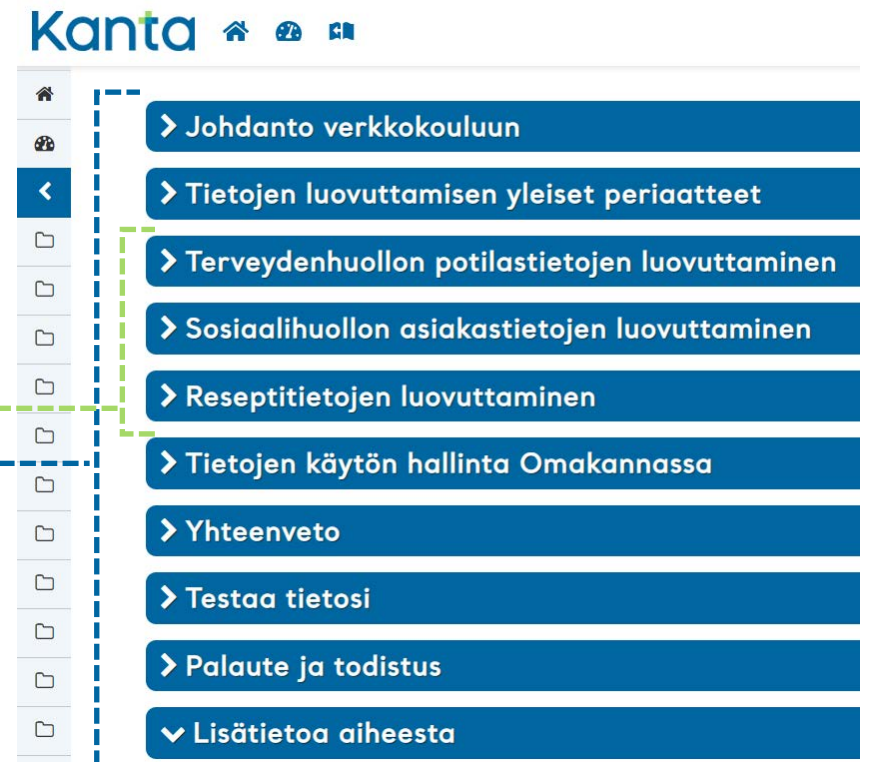 Kanta
Johdanto verkkokouluun
Tietojen luovuttamisen yleiset periaatteet
Terveydenhuollon potilastietojen luovuttaminen
Sosiaalihuollon asiakastietojen luovuttaminen
Reseptitietojen luovuttaminen
Tietojen käytön hallinta Omakannassa
Yhteenveto
Testaa tietosi
Palaute ja todistus
Lisätietoa aiheesta